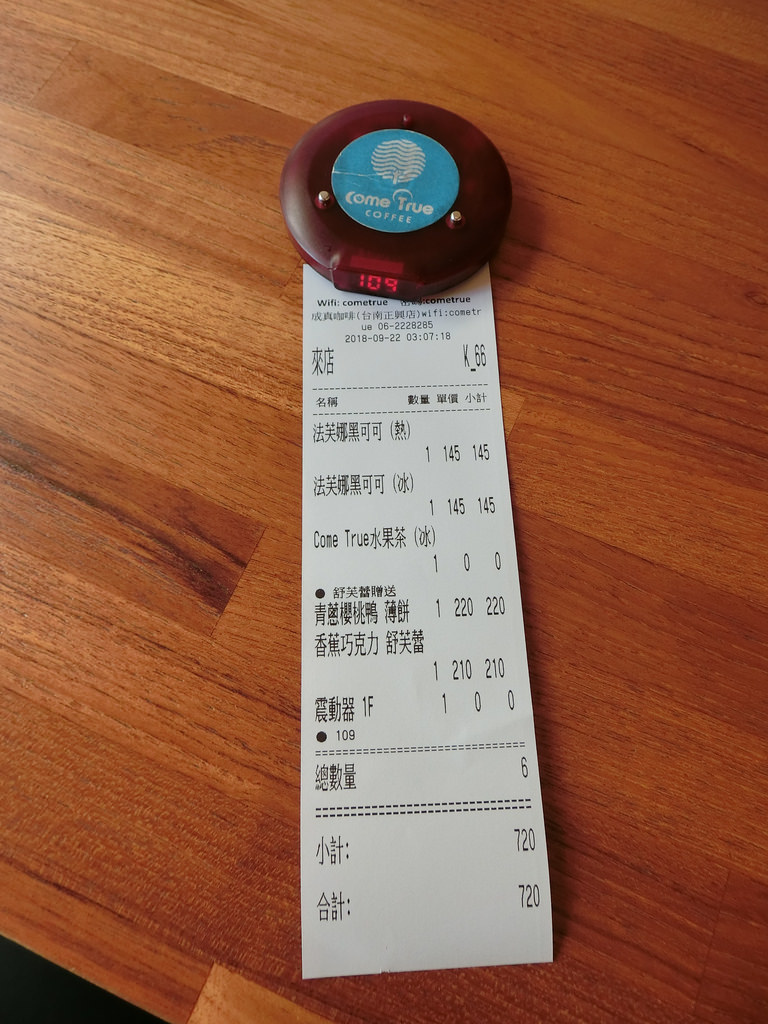 Come True
COFFEE
109
Wifi: cometrue 密碼:cometrue
成真咖啡(台南正興店)wifi:cometr
ue 06-2228285
2018-09-22 03:07:18
來店 K_66
名稱 數量 單價 小計
法芙娜黑可可 (熱)
1 145 145
法芙娜黑可可 (冰)
1 145 145
Come True水果茶 (冰)
1 0 0
● 舒芙蕾贈送
青蔥櫻桃鴨 薄餅 1 220 220
香蕉巧克力 舒芙蕾
1 210 210
震動器 1F 1 0 0
● 109
總數量 6
小計: 720
合計: 720